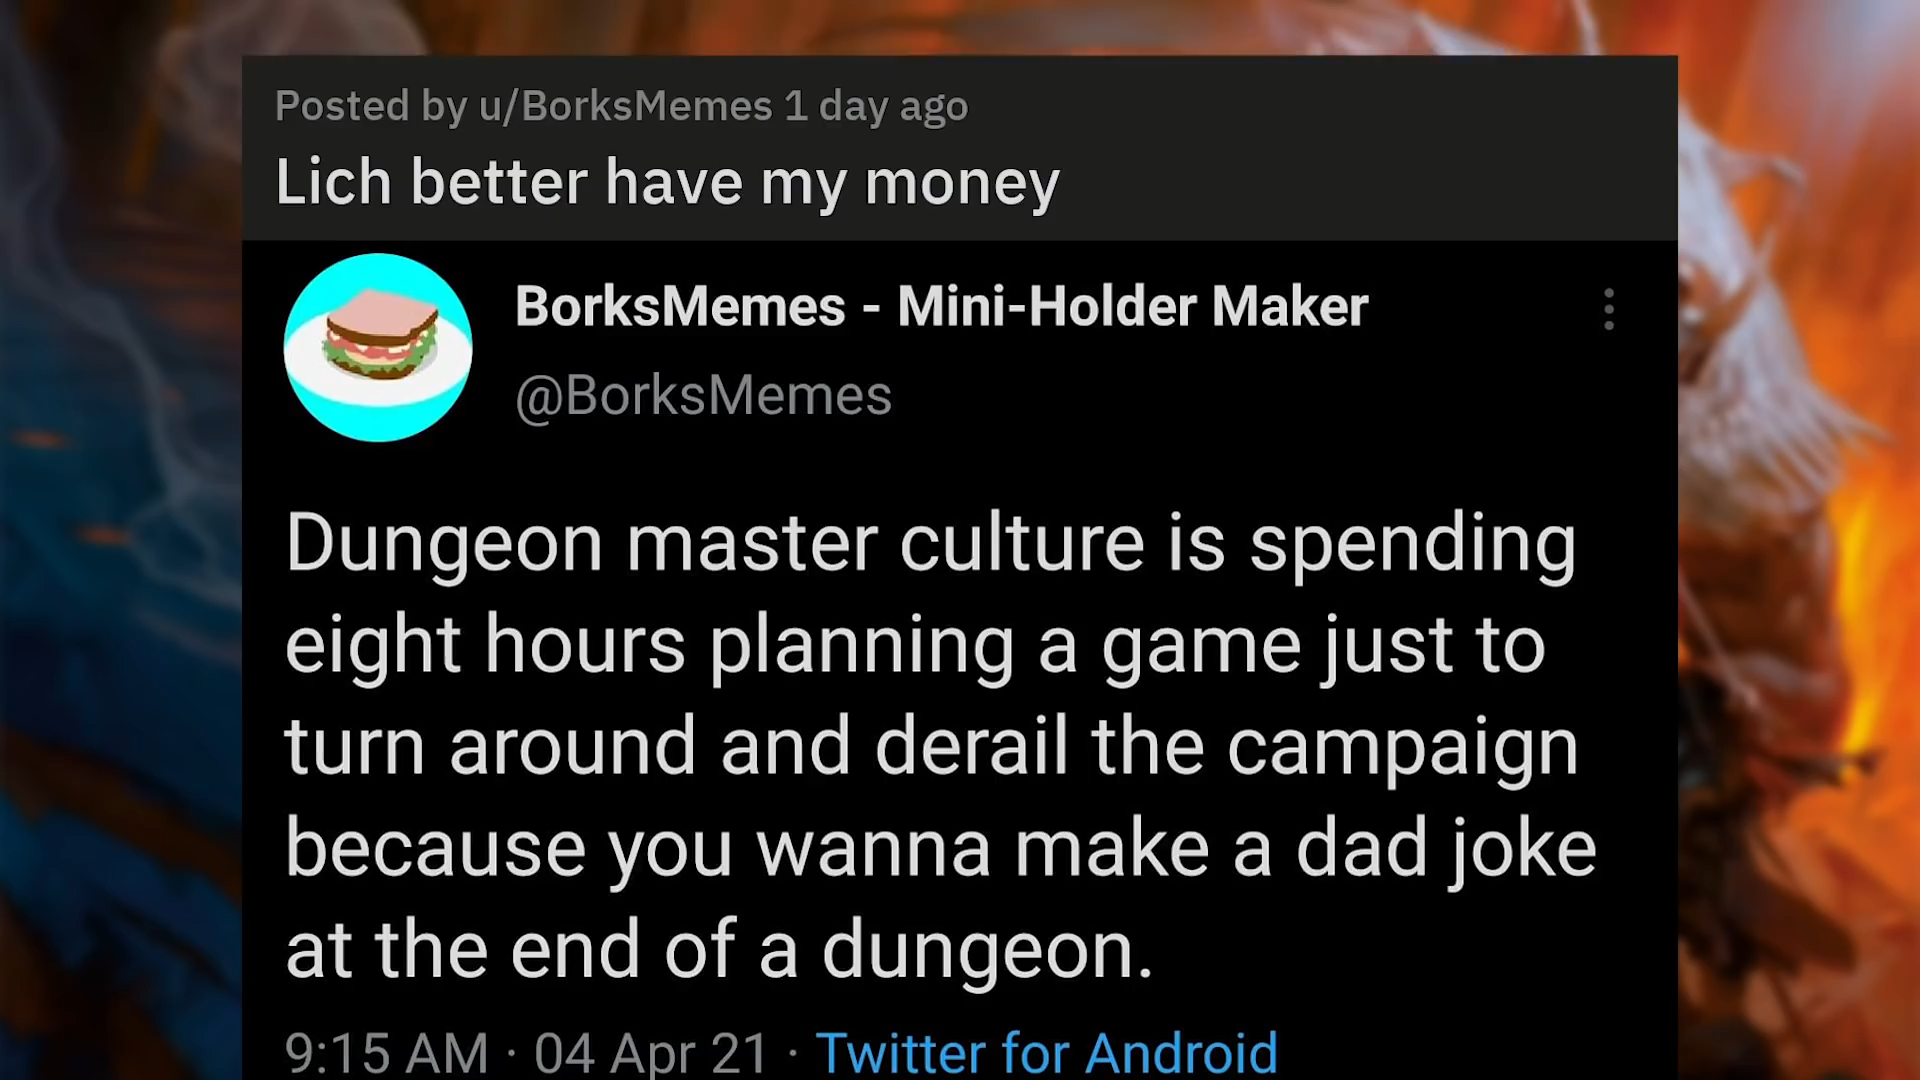 Posted by u/BorksMemes 1 day ago
Lich better have my money
BorksMemes - Mini-Holder Maker
@BorksMemes
Dungeon master culture is spending
eight hours planning a game just to
turn around and derail the campaign
because you wanna make a dad joke
at the end of a dungeon.
9:15 AM · 04 Apr 21 · Twitter for Android